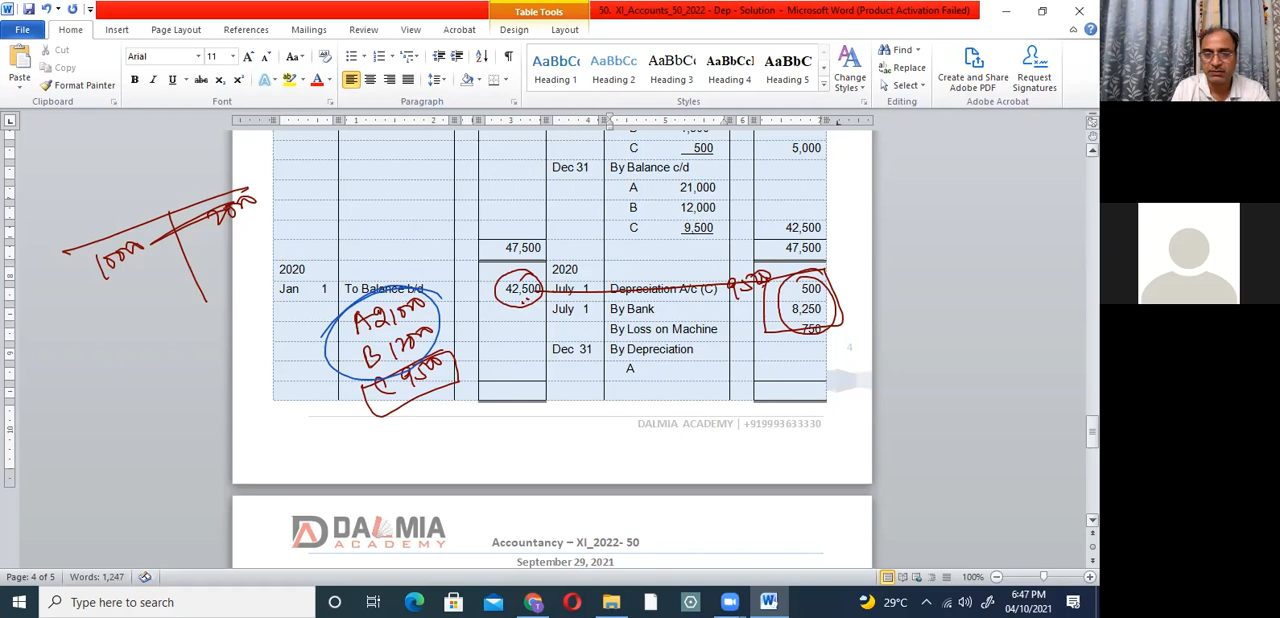 Table Tools
50. XI_Accounts_50_2022 - Dep - Solution - Microsoft Word (Product Activation Failed)
File Home Insert Page Layout References Mailings Review View Acrobat Design Layout
Cut
Copy
Format Painter
Paste
Clipboard
Arial 11
Font
Paragraph
AaBbCc AaBbCc AaBbCc AaBbCc AaBbC
Heading 1 Heading 2 Heading 3 Heading 4 Heading 5
Styles
Change Styles
Find
Replace
Select
Editing
Create and Share Adobe PDF
Request Signatures
Adobe Acrobat
C 500 5,000
Dec 31 By Balance c/d
A 21,000
B 12,000
C 9,500 42,500
47,500 47,500
2020 2020
Jan 1 To Balance b/d 42,500 July 1 Depreciation A/c (C) 9500 500
July 1 By Bank 8,250
By Loss on Machine 750
Dec 31 By Depreciation
A
A 21000
B 12000
C 9500
4
DALMIA ACADEMY | +919993633330
DALMIA
ACADEMY
Accountancy – XI_2022- 50
September 29, 2021
Page: 4 of 5 Words: 1,247 100%
Type here to search
29°C
6:47 PM
04/10/2021